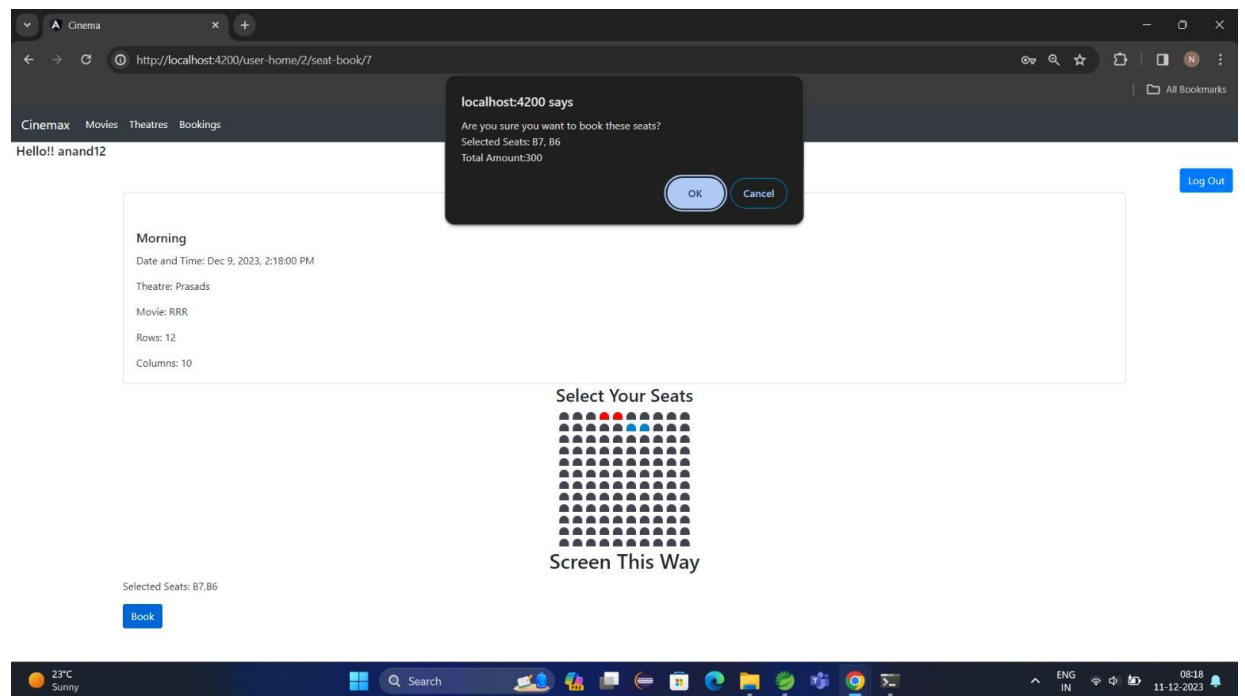 Cinema
http://localhost:4200/user-home/2/seat-book/7
N
All Bookmarks
localhost:4200 says
Are you sure you want to book these seats?
Selected Seats: B7, B6
Total Amount:300
OK
Cancel
Cinemax Movies Theatres Bookings
Hello!! anand12
Log Out
Morning
Date and Time: Dec 9, 2023, 2:18:00 PM
Theatre: Prasads
Movie: RRR
Rows: 12
Columns: 10
Select Your Seats
Screen This Way
Selected Seats: B7,B6
Book
23°C
Sunny
Search
ENG
IN
08:18
11-12-2023